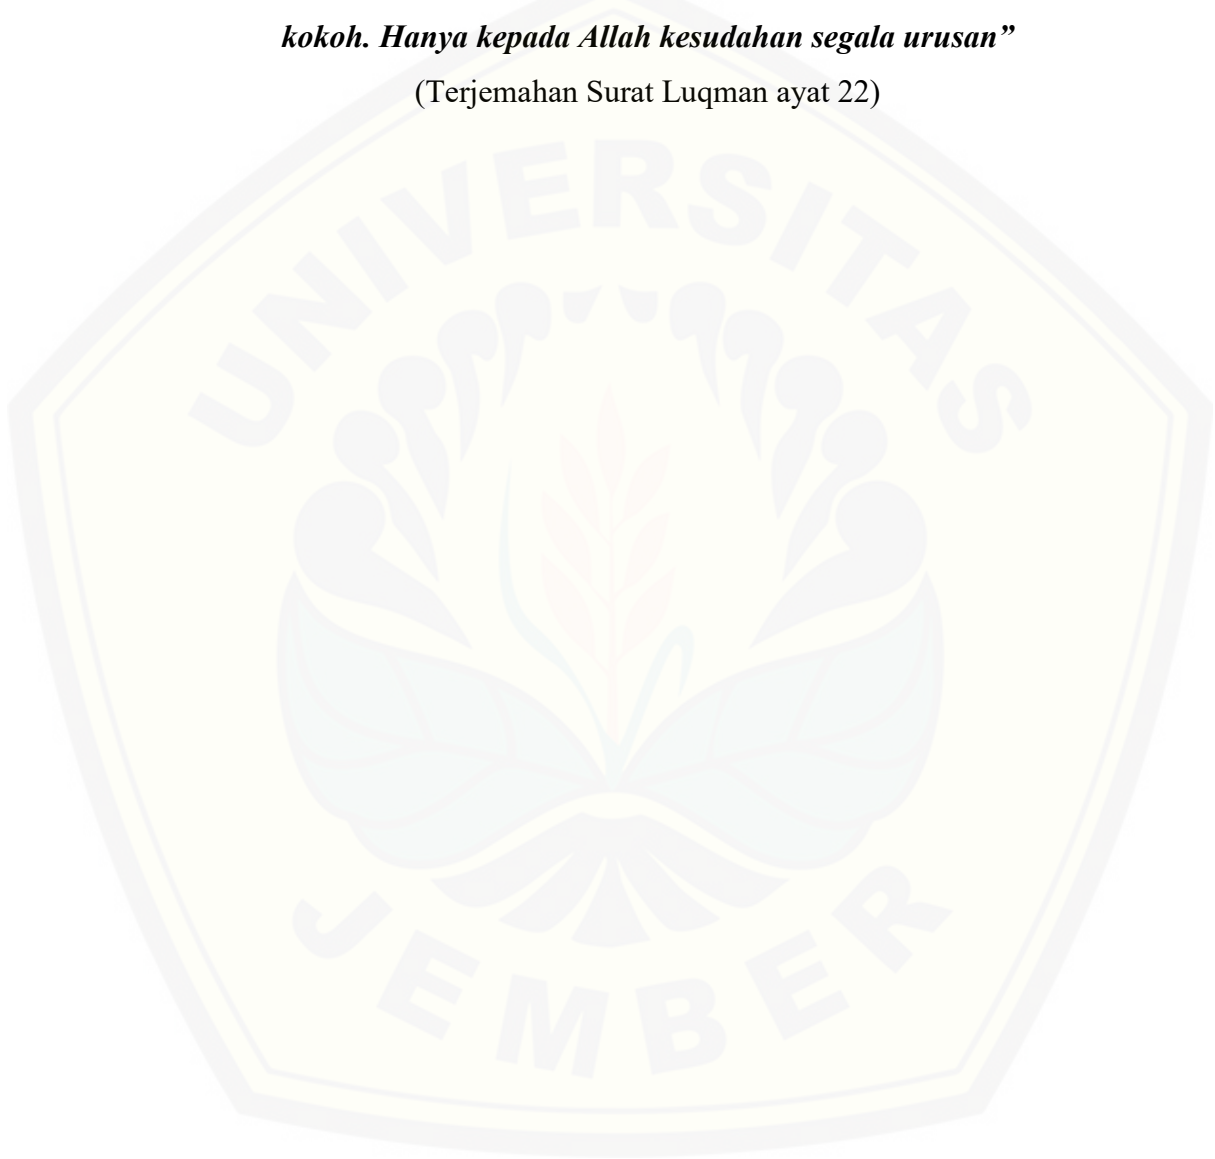 kokoh. Hanya kepada Allah kesudahan segala urusan”
(Terjemahan Surat Luqman ayat 22)
UNIVERSITAS
JEMBER